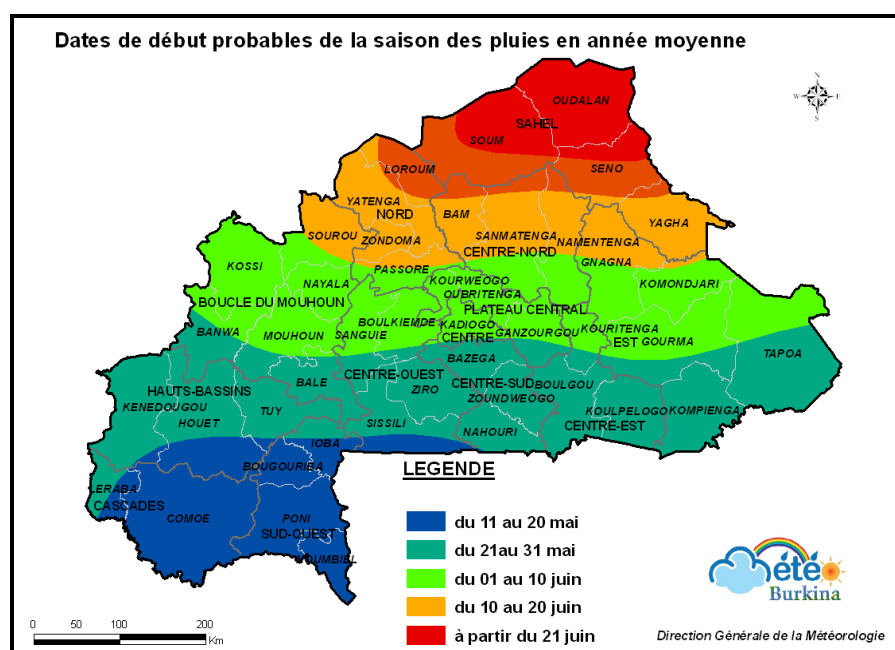 Dates de début probables de la saison des pluies en année moyenne
N
W E
S
OUDALAN
SAHEL
SOUM
LOROUM
SENO
YATENGA
NORD
BAM
YAGHA
SOUROU
ZONDOMA
SANMATENGA
NAMENTENGA
CENTRE-NORD
GNAGNA
KOSSI
PASSORE
NAYALA
KOURWEOGO
KOMONDJARI
OUBRITENGA
BOUCLE DU MOUHOUN
PLATEAU CENTRAL
BANWA
MOUHOUN
BOULKIEMDE
KADIOGO
SANGUIE
CENTRE
GANZOURGOU
KOURITENGA
EST
GOURMA
TAPOA
BAZEGA
CENTRE-OUEST
HAUTS-BASSINS
BALE
ZIRO
CENTRE-SUD
BOULGOU
KENEDOUGOU
TUY
ZOUNDWEOGO
KOULPELOGO
KOMPIENGA
HOUET
SISSILI
CENTRE-EST
NAHOURI
IOBA
BOUGOURIBA
LERABA
CASCADES
COMOE
PONI
SUD-OUEST
NOUMBIEL
LEGENDE
du 11 au 20 mai
du 21au 31 mai
du 01 au 10 juin
du 10 au 20 juin
à partir du 21 juin
0 50 100 200
Km
Météo
Burkina
Direction Générale de la Météorologie